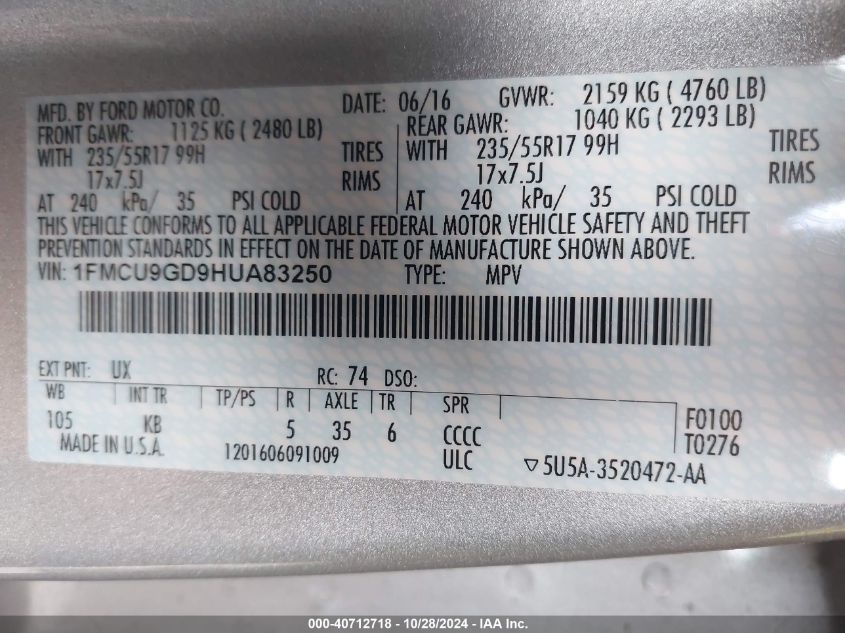 MFD. BY FORD MOTOR CO. DATE: 06/16 GVWR: 2159 KG ( 4760 LB)
FRONT GAWR: 1125 KG ( 2480 LB) REAR GAWR: 1040 KG ( 2293 LB)
WITH 235/55R17 99H TIRES WITH 235/55R17 99H TIRES
17x7.5J RIMS 17x7.5J RIMS
AT 240 kPa/ 35 PSI COLD AT 240 kPa/ 35 PSI COLD
THIS VEHICLE CONFORMS TO ALL APPLICABLE FEDERAL MOTOR VEHICLE SAFETY AND THEFT
PREVENTION STANDARDS IN EFFECT ON THE DATE OF MANUFACTURE SHOWN ABOVE.
VIN: 1FMCU9GD9HUA83250 TYPE: MPV
EXT PNT: UX RC: 74 DSO:
WB INT TR TP/PS R AXLE TR SPR
105 KB 5 35 6 CCCC F0100
MADE IN U.S.A. 1201606091009 ULC T0276
▽5U5A-3520472-AA
000-40712718 - 10/28/2024 - IAA Inc.